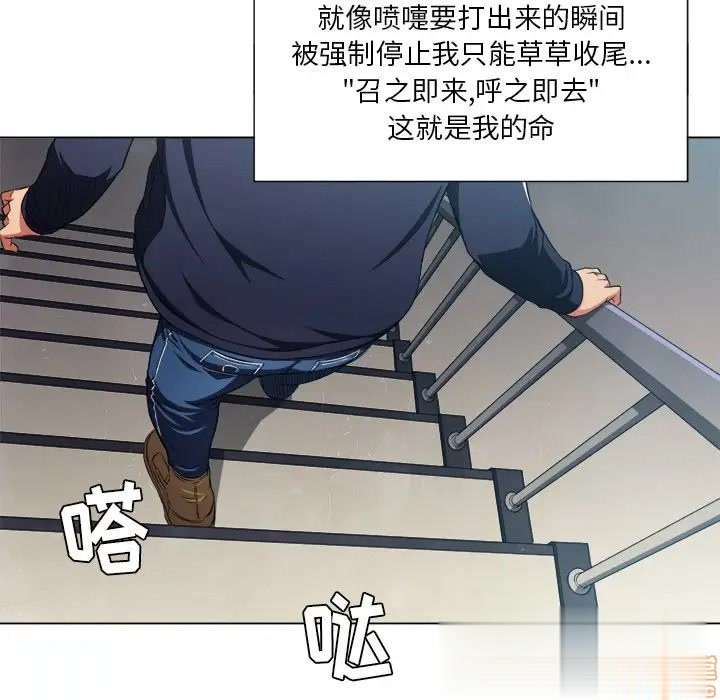 就像喷嚏要打出来的瞬间
被强制停止我只能草草收尾...
"召之即来,呼之即去"
这就是我的命
嗒
哒